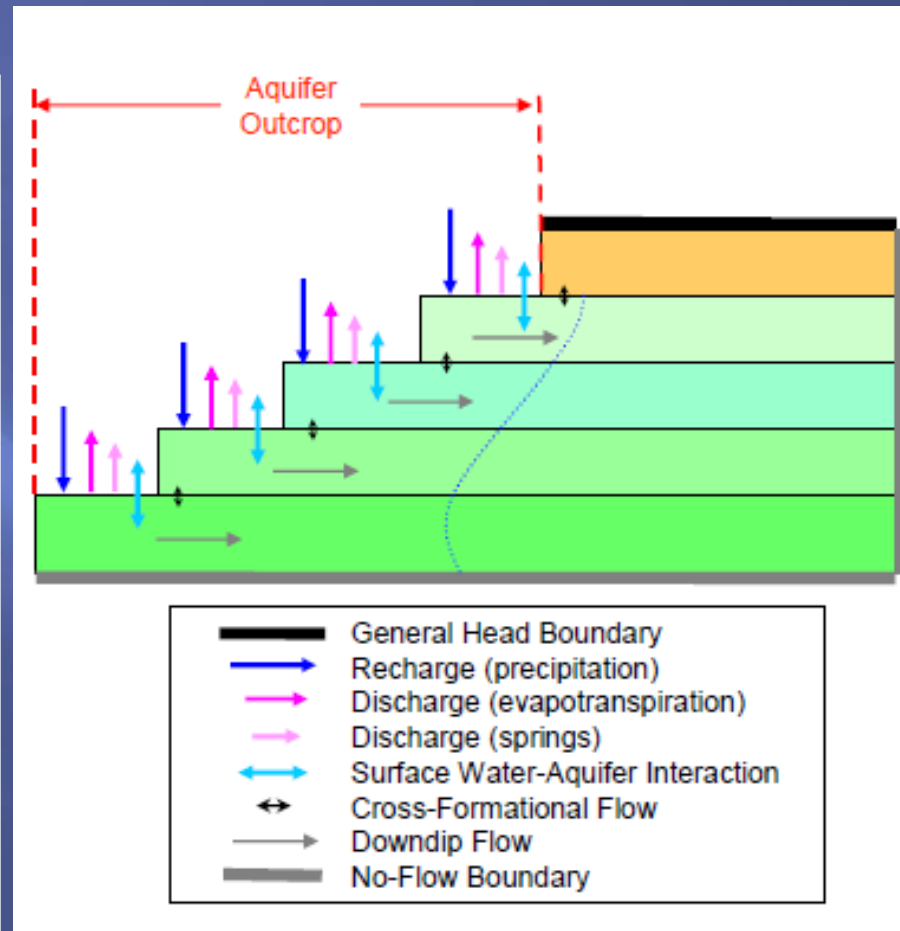 Aquifer
Outcrop
General Head Boundary
Recharge (precipitation)
Discharge (evapotranspiration)
Discharge (springs)
Surface Water-Aquifer Interaction
Cross-Formational Flow
Downdip Flow
No-Flow Boundary